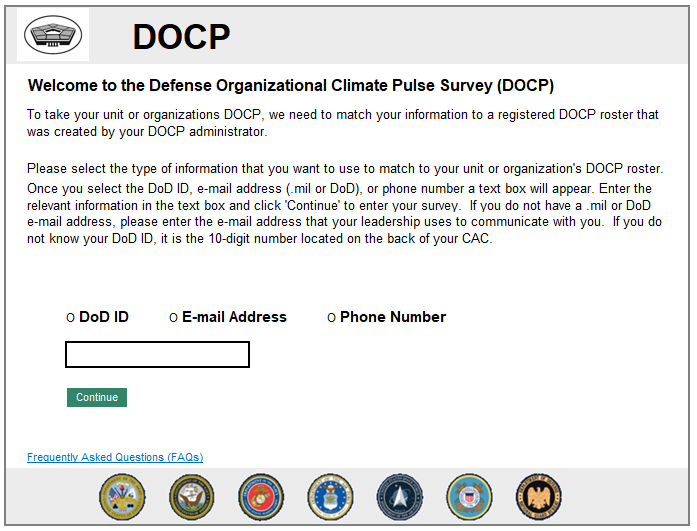 DOCP
Welcome to the Defense Organizational Climate Pulse Survey (DOCP)
To take your unit or organizations DOCP, we need to match your information to a registered DOCP roster that
was created by your DOCP administrator.
Please select the type of information that you want to use to match to your unit or organization's DOCP roster.
Once you select the DoD ID, e-mail address (.mil or DoD), or phone number a text box will appear. Enter the
relevant information in the text box and click 'Continue' to enter your survey.  If you do not have a .mil or DoD
e-mail address, please enter the e-mail address that your leadership uses to communicate with you.  If you do
not know your DoD ID, it is the 10-digit number located on the back of your CAC.
O DoD ID O E-mail Address O Phone Number
Continue
Frequently Asked Questions (FAQs)